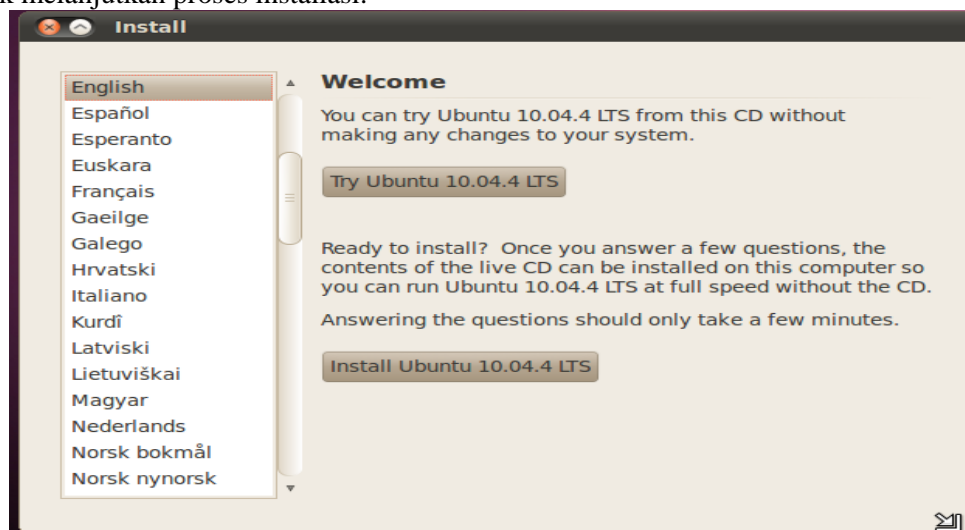 melanjutkan proses instalasi.
Install
English
Español
Esperanto
Euskara
Français
Gaeilge
Galego
Hrvatski
Italiano
Kurdî
Latviski
Lietuviškai
Magyar
Nederlands
Norsk bokmål
Norsk nynorsk
Welcome
You can try Ubuntu 10.04.4 LTS from this CD without
making any changes to your system.
Try Ubuntu 10.04.4 LTS
Ready to install?  Once you answer a few questions, the
contents of the live CD can be installed on this computer so
you can run Ubuntu 10.04.4 LTS at full speed without the CD.
Answering the questions should only take a few minutes.
Install Ubuntu 10.04.4 LTS